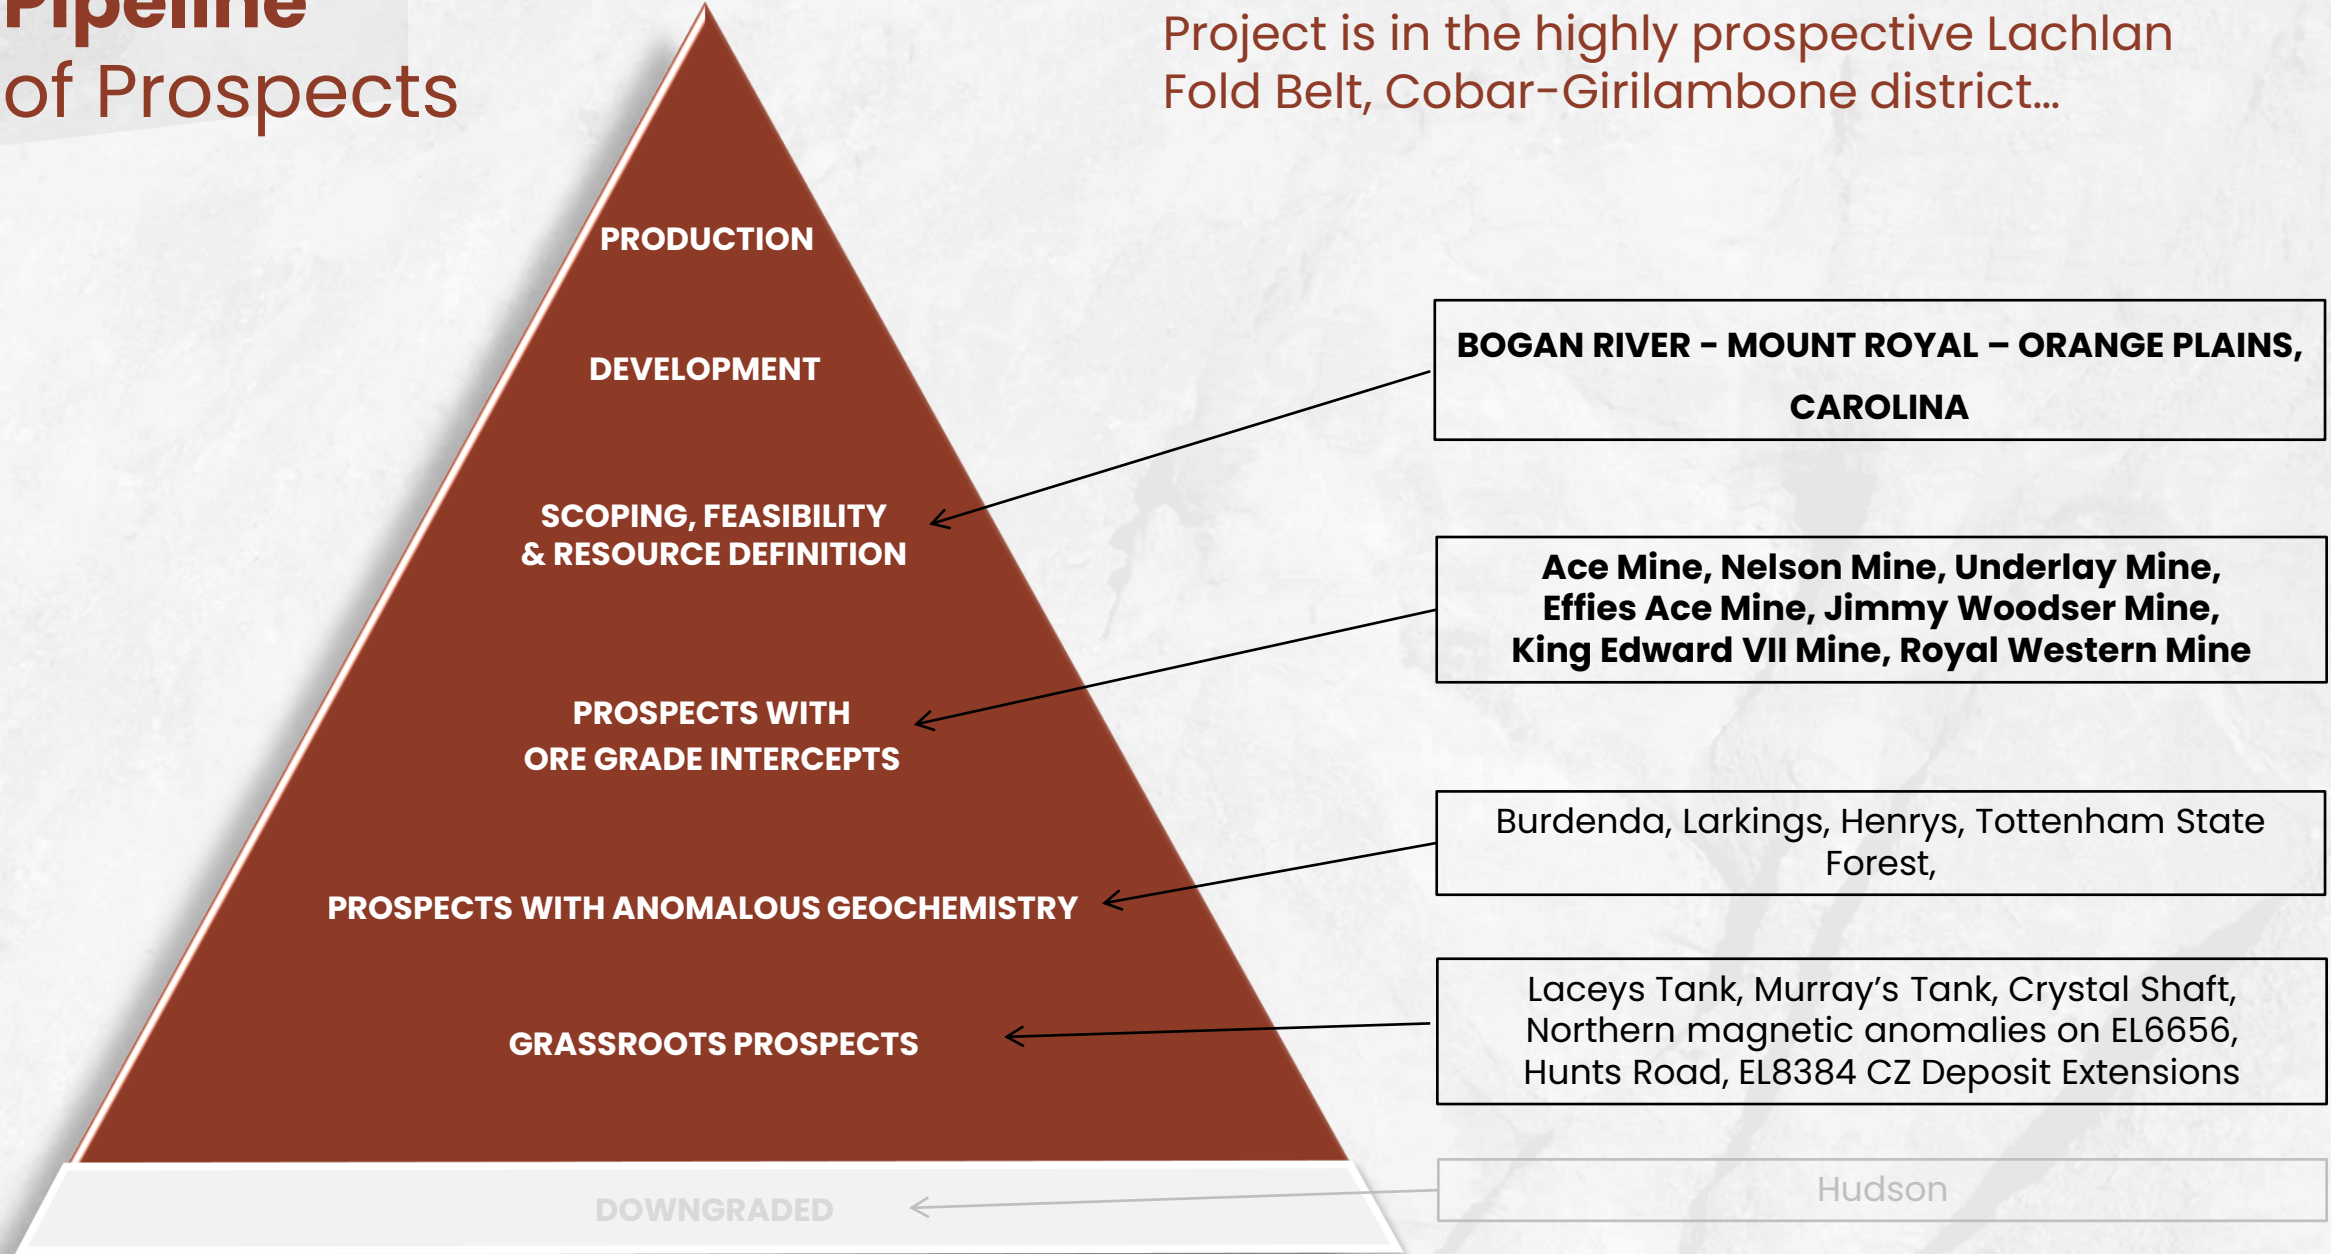 Pipeline
of Prospects
Project is in the highly prospective Lachlan
Fold Belt, Cobar-Girilambone district...
PRODUCTION
DEVELOPMENT
SCOPING, FEASIBILITY
& RESOURCE DEFINITION
PROSPECTS WITH
ORE GRADE INTERCEPTS
PROSPECTS WITH ANOMALOUS GEOCHEMISTRY
GRASSROOTS PROSPECTS
DOWNGRADED
BOGAN RIVER - MOUNT ROYAL – ORANGE PLAINS,
CAROLINA
Ace Mine, Nelson Mine, Underlay Mine,
Effies Ace Mine, Jimmy Woodser Mine,
King Edward VII Mine, Royal Western Mine
Burdenda, Larkings, Henrys, Tottenham State
Forest,
Laceys Tank, Murray’s Tank, Crystal Shaft,
Northern magnetic anomalies on EL6656,
Hunts Road, EL8384 CZ Deposit Extensions
Hudson